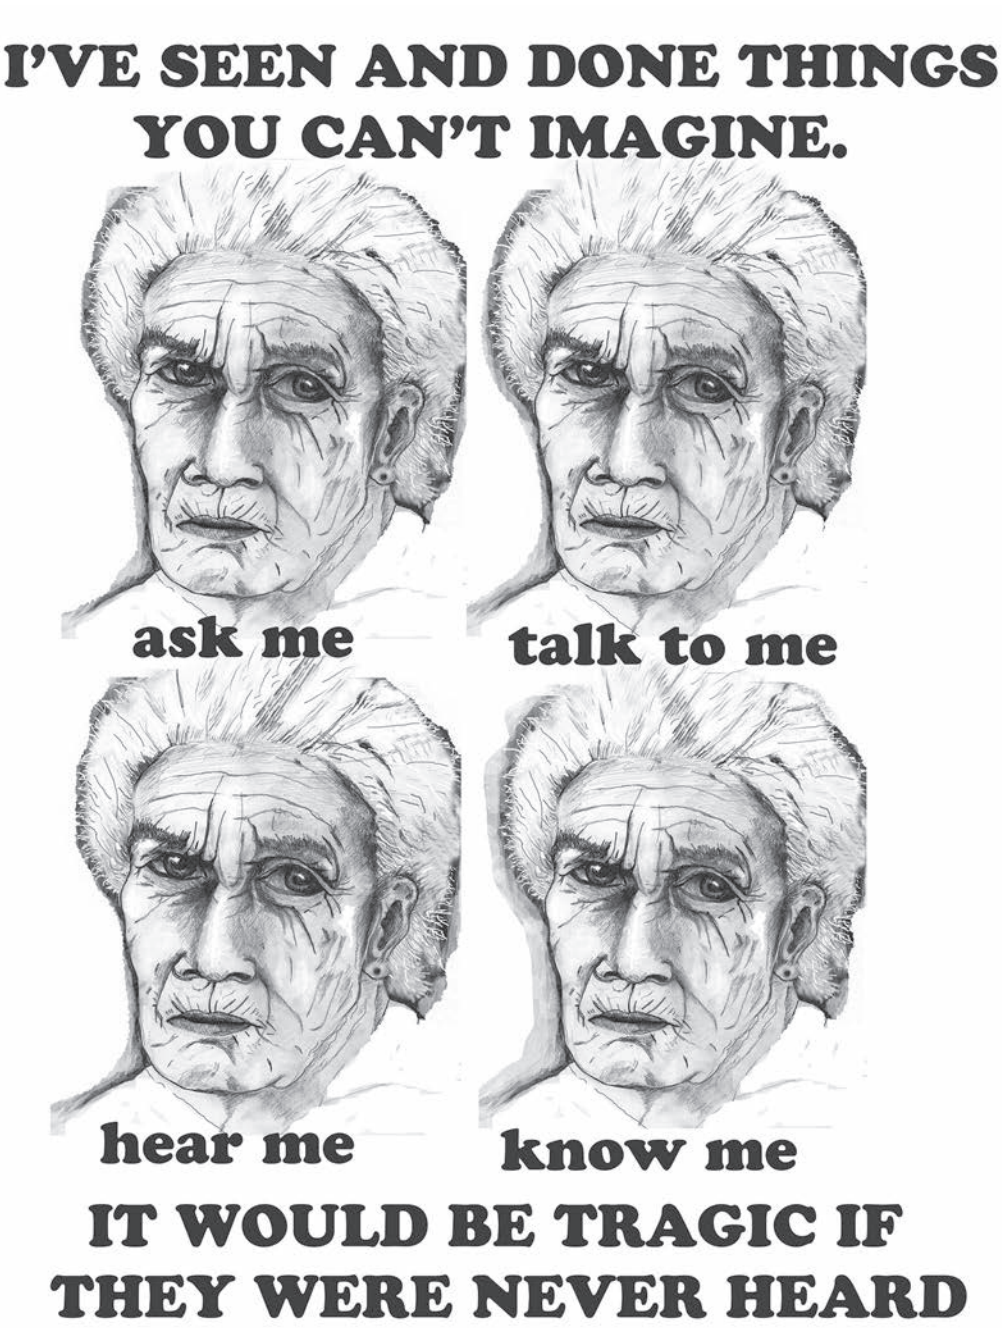 I’VE SEEN AND DONE THINGS
YOU CAN’T IMAGINE.
ask me
talk to me
hear me
know me
IT WOULD BE TRAGIC IF
THEY WERE NEVER HEARD